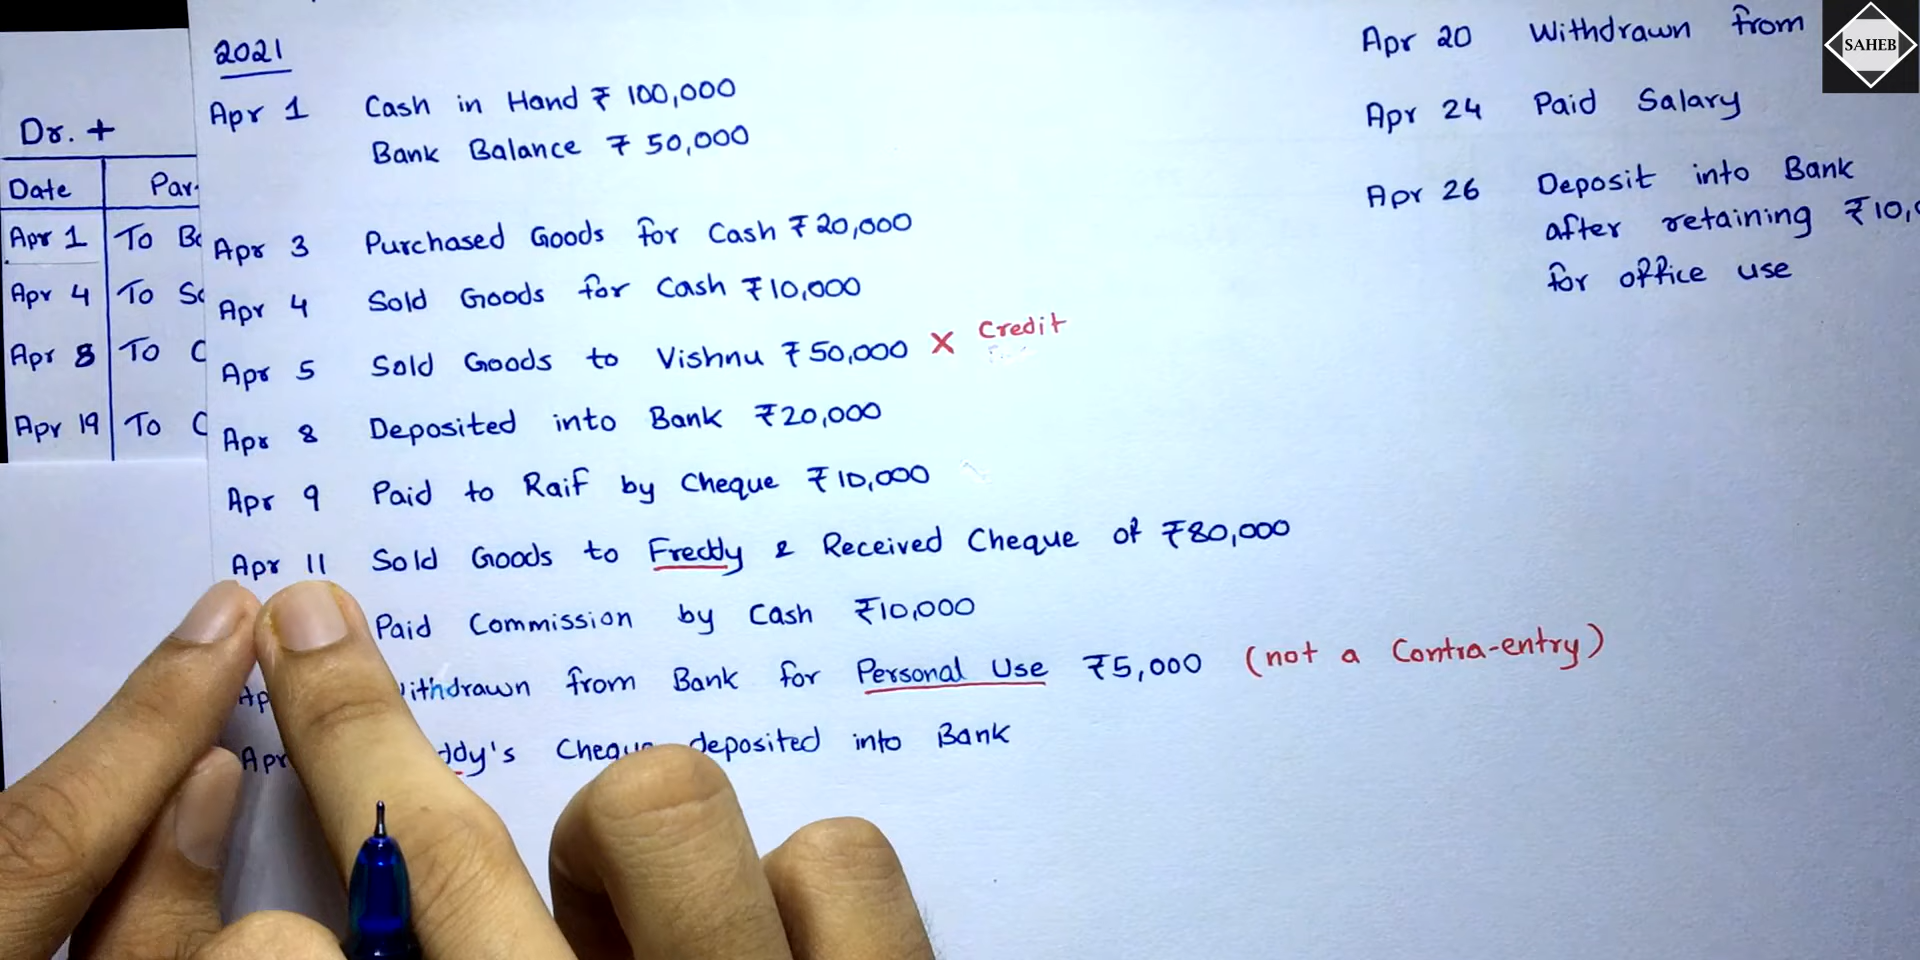 2021
Apr 1 Cash in Hand ₹ 100,000
Bank Balance ₹ 50,000
Apr 3 Purchased Goods for Cash ₹20,000
Apr 4 Sold Goods for Cash ₹10,000
Apr 5 Sold Goods to Vishnu ₹50,000 X Credit
Apr 8 Deposited into Bank ₹20,000
Apr 9 Paid to Raif by Cheque ₹10,000
Apr 11 Sold Goods to Freddy & Received Cheque of ₹80,000
Paid Commission by Cash ₹10,000
from Bank for Personal Use ₹5,000 (not a Contra-entry)
Apr deposited into Bank
Apr 20 Withdrawn from
Apr 24 Paid Salary
Apr 26 Deposit into Bank
after retaining
for office use
Dr. +
Date
Apr 1 To
Apr 4 To
Apr 8 To
Apr 19 To
SAHEB